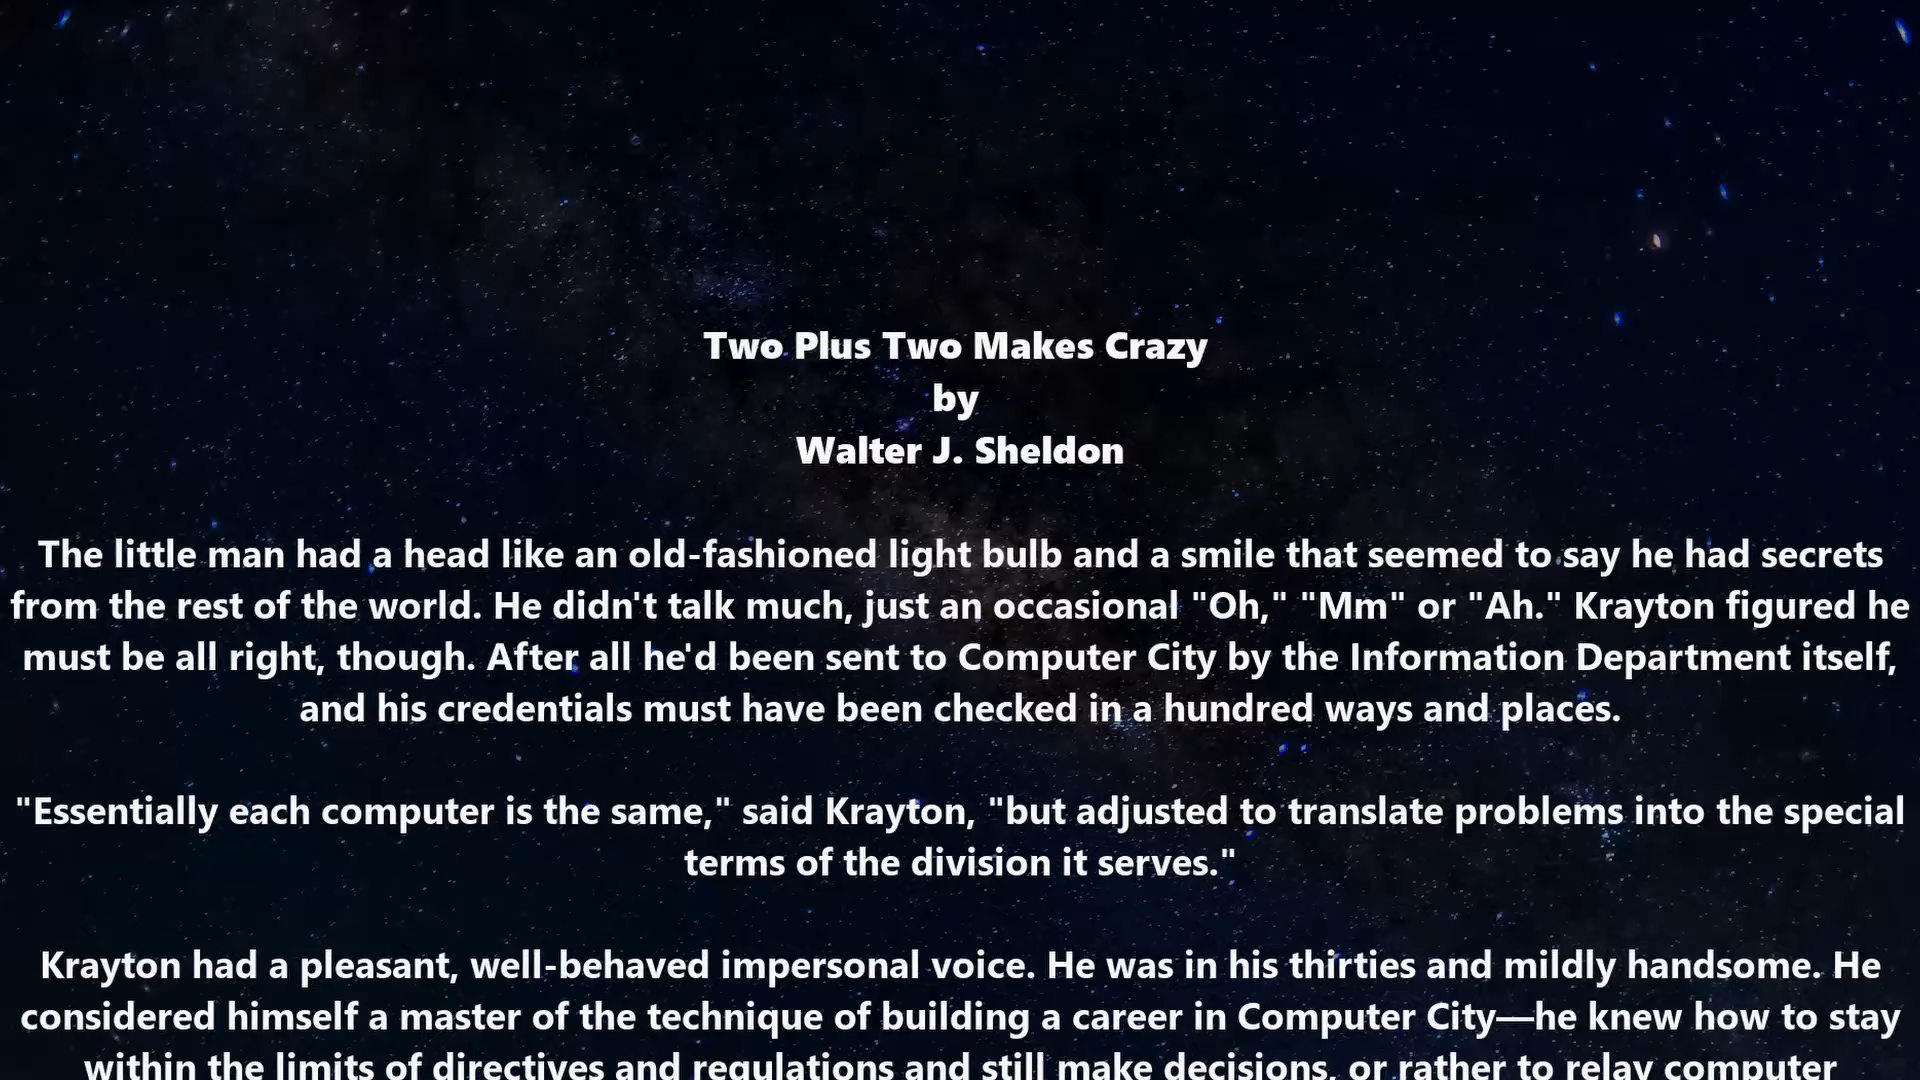 Two Plus Two Makes Crazy
by
Walter J. Sheldon
The little man had a head like an old-fashioned light bulb and a smile that seemed to say he had secrets
from the rest of the world. He didn't talk much, just an occasional "Oh," "Mm" or "Ah." Krayton figured he
must be all right, though. After all he'd been sent to Computer City by the Information Department itself,
and his credentials must have been checked in a hundred ways and places.
"Essentially each computer is the same," said Krayton, "but adjusted to translate problems into the special
terms of the division it serves."
Krayton had a pleasant, well-behaved impersonal voice. He was in his thirties and mildly handsome. He
considered himself a master of the technique of building a career in Computer City—he knew how to stay
within the limits of directives and regulations and still make decisions, or rather to relay computer